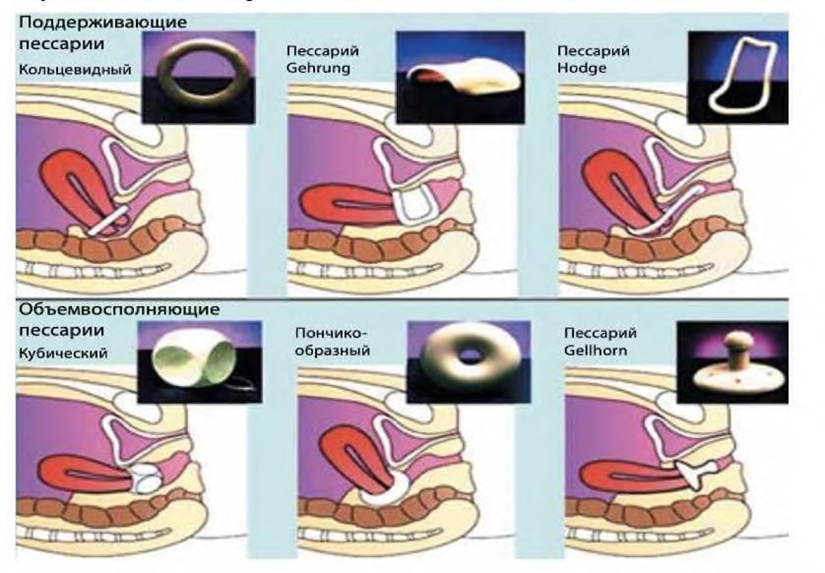 Поддерживающие
пессарии
Кольцевидный
Пессарий
Gehrung
Пессарий
Hodge
Объемвосполняющие
пессарии
Кубический
Пончико-
образный
Пессарий
Gellhorn